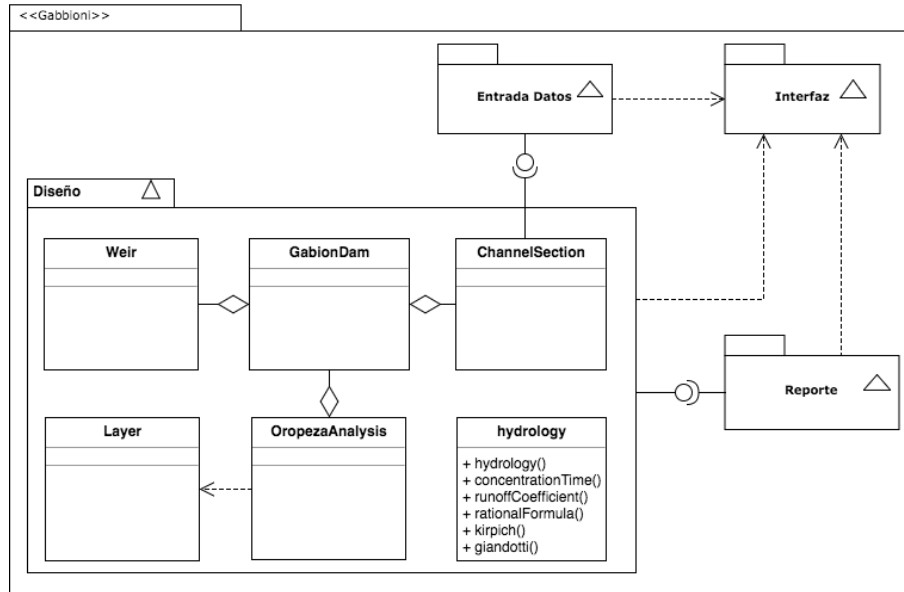 <<Gabbioni>>
Entrada Datos
Interfaz
Diseño
Weir
GabionDam
ChannelSection
Reporte
Layer
OropezaAnalysis
hydrology
+ hydrology()
+ concentrationTime()
+ runoffCoefficient()
+ rationalFormula()
+ kirpich()
+ giandotti()